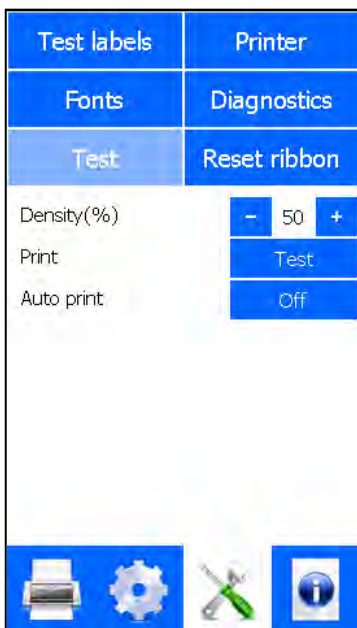 Test labels Printer
Fonts Diagnostics
Test Reset ribbon
Density(%) - 50 +
Print Test
Auto print Off
i